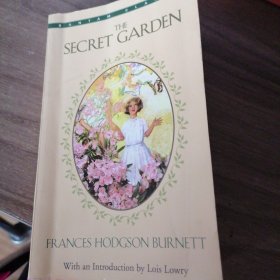 THE
SECRET GARDEN
FRANCES HODGSON BURNETT
With an Introduction by Lois Lowry